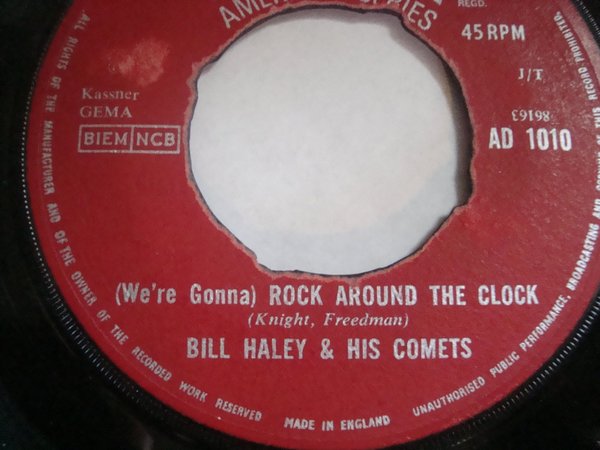 REGD.
45 RPM
J/T
Kassner
GEMA
£9198
BIEM NCB
AD 1010
(We're Gonna) ROCK AROUND THE CLOCK
(Knight, Freedman)
BILL HALEY & HIS COMETS
MADE IN ENGLAND
ALL RIGHTS OF THE MANUFACTURER AND OF THE OWNER OF THE RECORDED WORK RESERVED
UNAUTHORISED PUBLIC PERFORMANCE, BROADCASTING AND OF THIS RECORD PROHIBITED